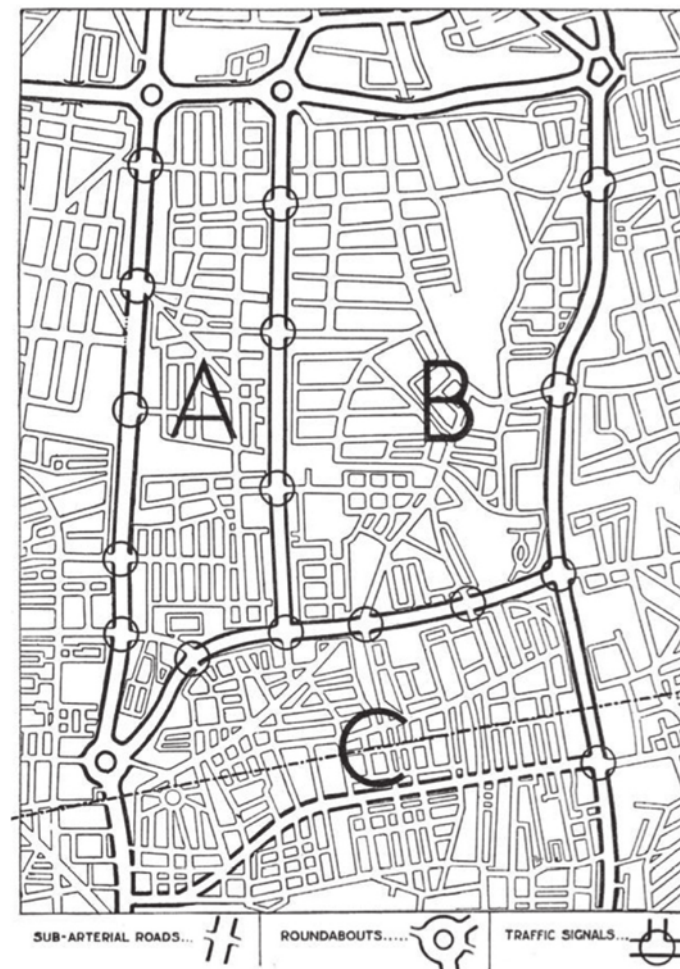 A
B
C
SUB-ARTERIAL ROADS...
ROUNDABOUTS.....
TRAFFIC SIGNALS...